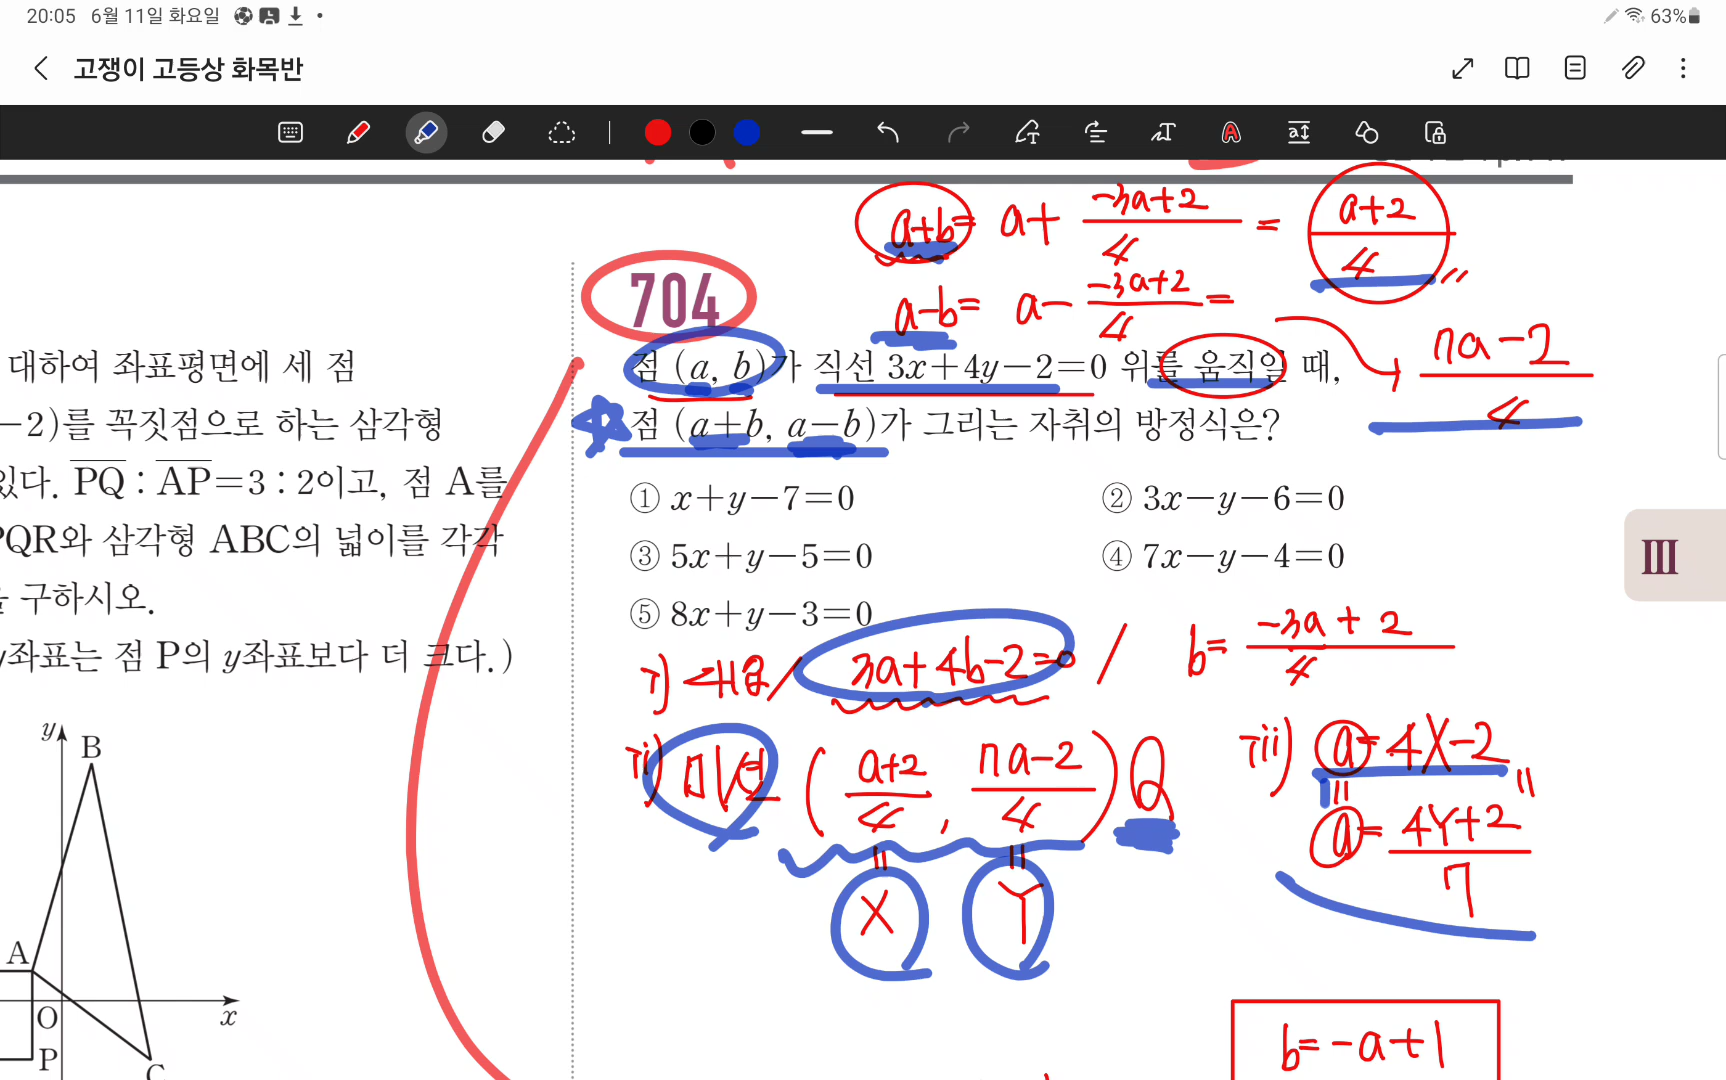 20:05 6월 11일 화요일
63%
고쟁이 고등상 화목반
대하여 좌표평면에 세 점
−2)를 꼭짓점으로 하는 삼각형
있다. PQ : AP=3 : 2이고, 점 A를
PQR와 삼각형 ABC의 넓이를 각각
구하시오.
y좌표는 점 P의 y좌표보다 더 크다.)
y
B
A
O
x
P
C
a+b= a+ (-3a+2)/4 = (a+2)/4
a-b= a- (-3a+2)/4 =
7a-2/4
704
점 (a, b)가 직선 3x+4y−2=0 위를 움직일 때,
점 (a+b, a−b)가 그리는 자취의 방정식은?
① x+y−7=0 ② 3x−y−6=0
③ 5x+y−5=0 ④ 7x−y−4=0
⑤ 8x+y−3=0
i) 대입/ 3a+4b-2=0 / b= (-3a+2)/4
ii) 미션 ((a+2)/4, (7a-2)/4) Q
X Y
iii) a=4X-2
a= (4Y+2)/7
b=-a+1
III